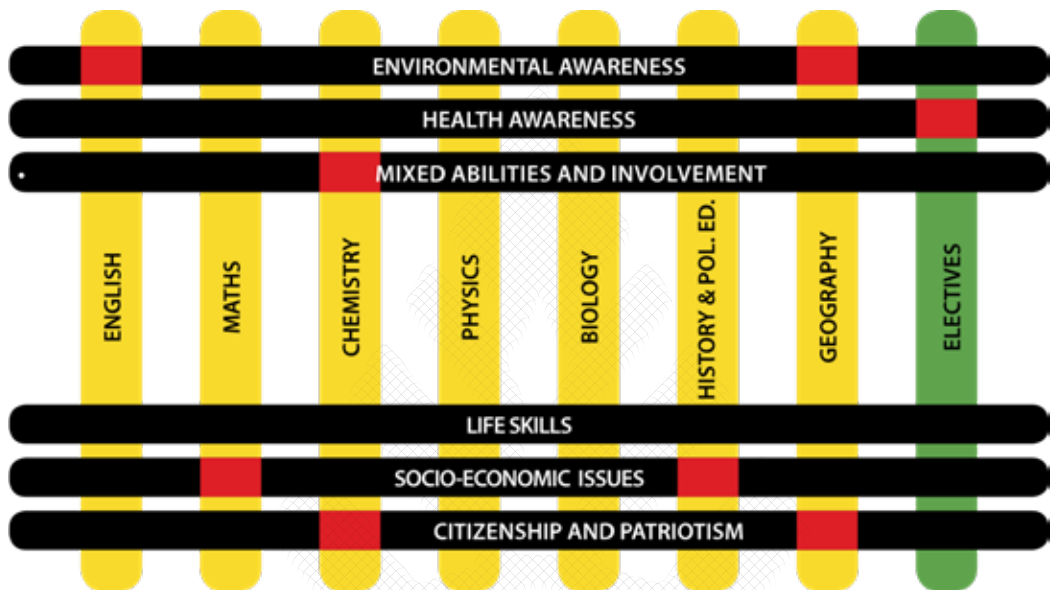 ENVIRONMENTAL AWARENESS
HEALTH AWARENESS
MIXED ABILITIES AND INVOLVEMENT
ENGLISH
MATHS
CHEMISTRY
PHYSICS
BIOLOGY
HISTORY & POL. ED.
GEOGRAPHY
ELECTIVES
LIFE SKILLS
SOCIO-ECONOMIC ISSUES
CITIZENSHIP AND PATRIOTISM